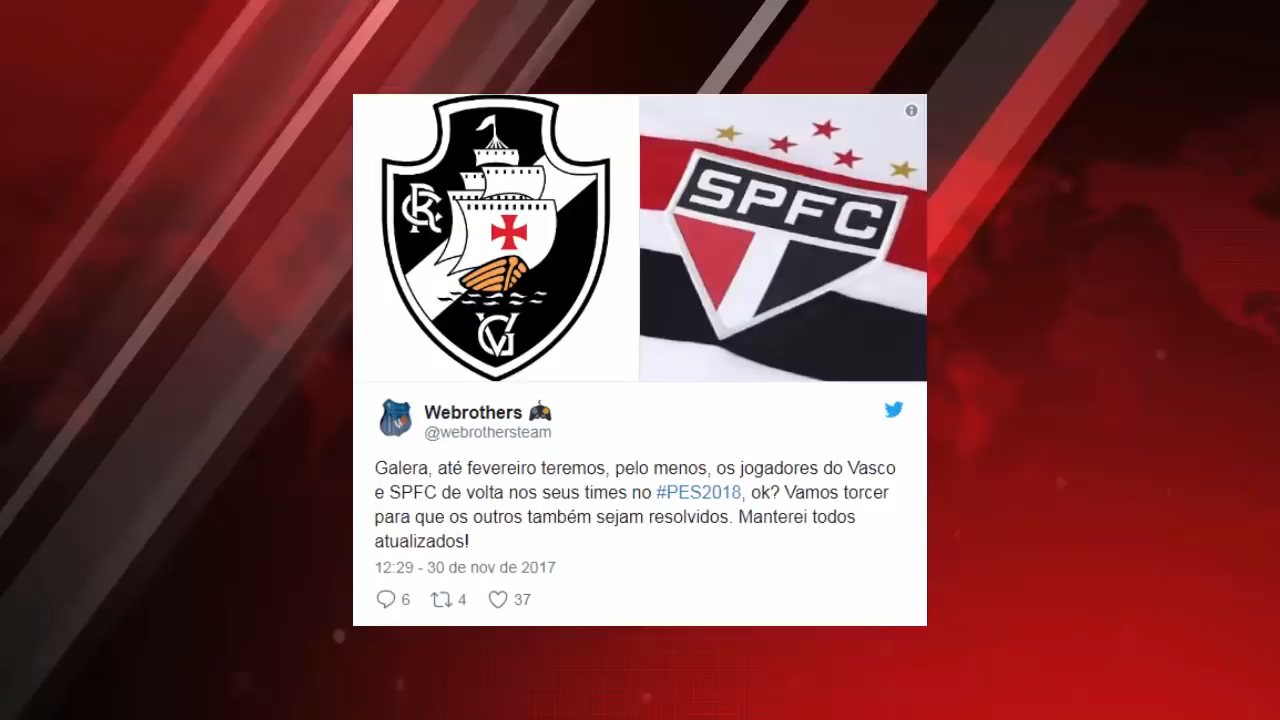 CR
VG
SPFC
Webrothers
@webrothersteam
Galera, até fevereiro teremos, pelo menos, os jogadores do Vasco
e SPFC de volta nos seus times no #PES2018, ok? Vamos torcer
para que os outros também sejam resolvidos. Manterei todos
atualizados!
12:29 - 30 de nov de 2017
6 4 37